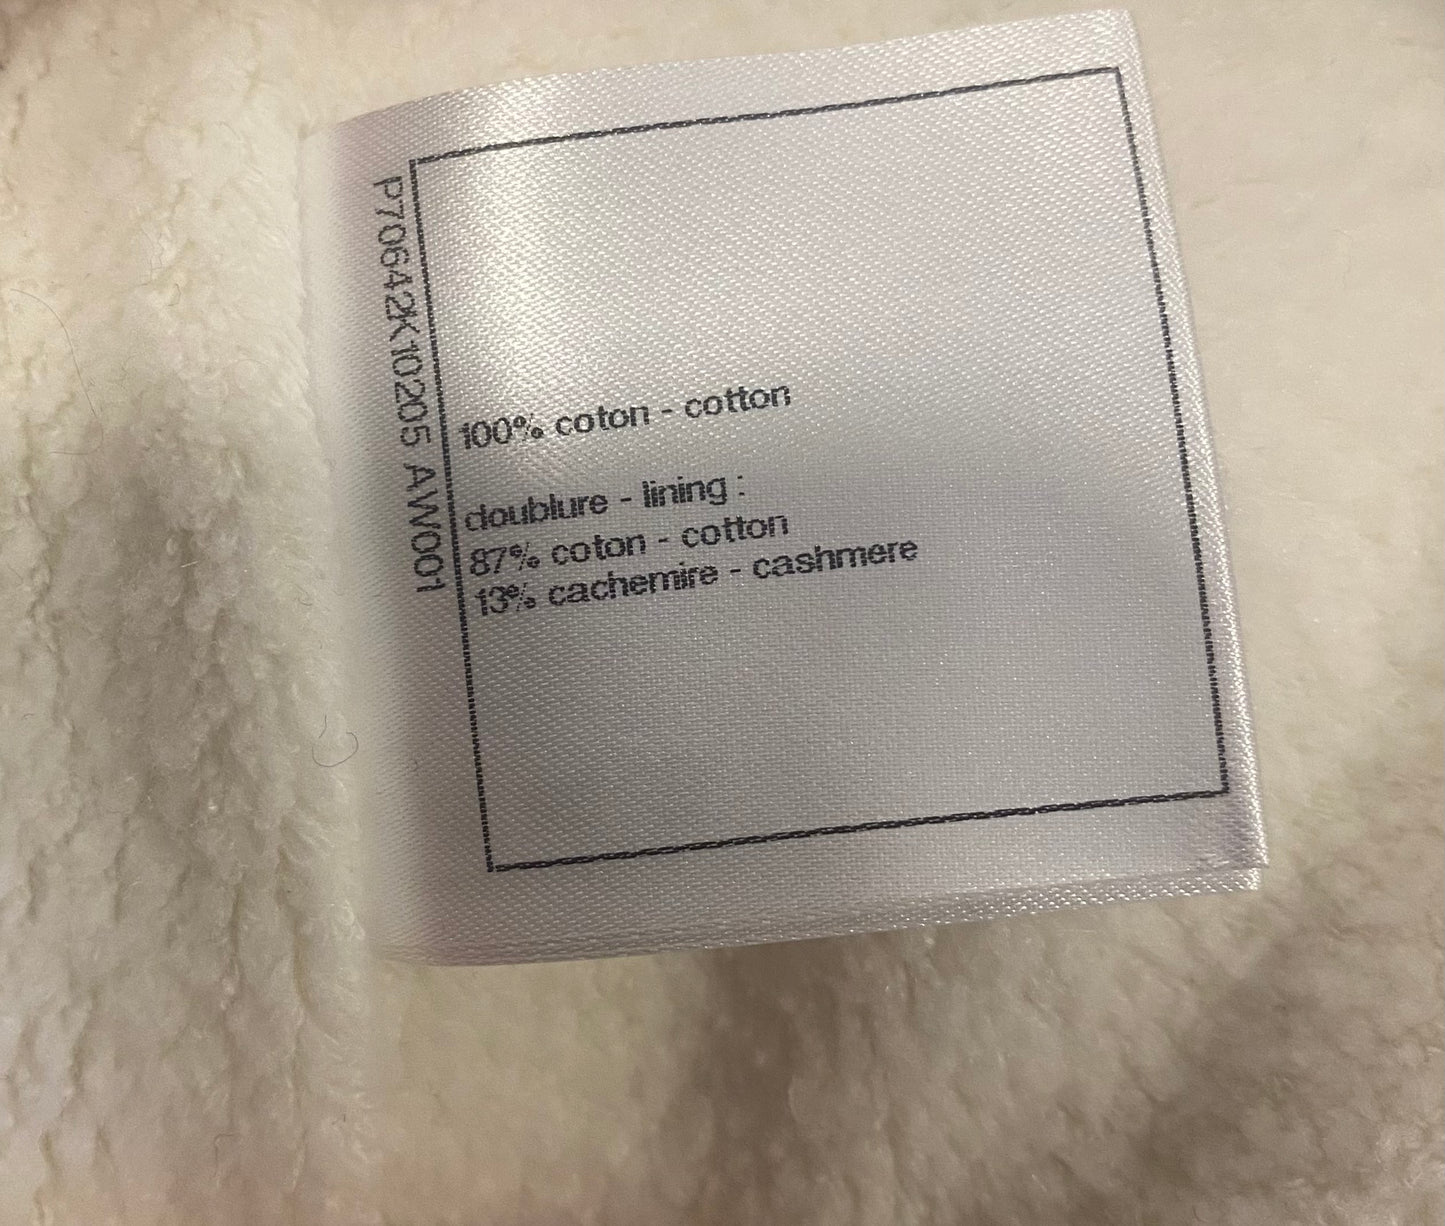 P70642K10205 AW001
100% coton - cotton
doublure - lining :
87% coton - cotton
13% cachemire - cashmere